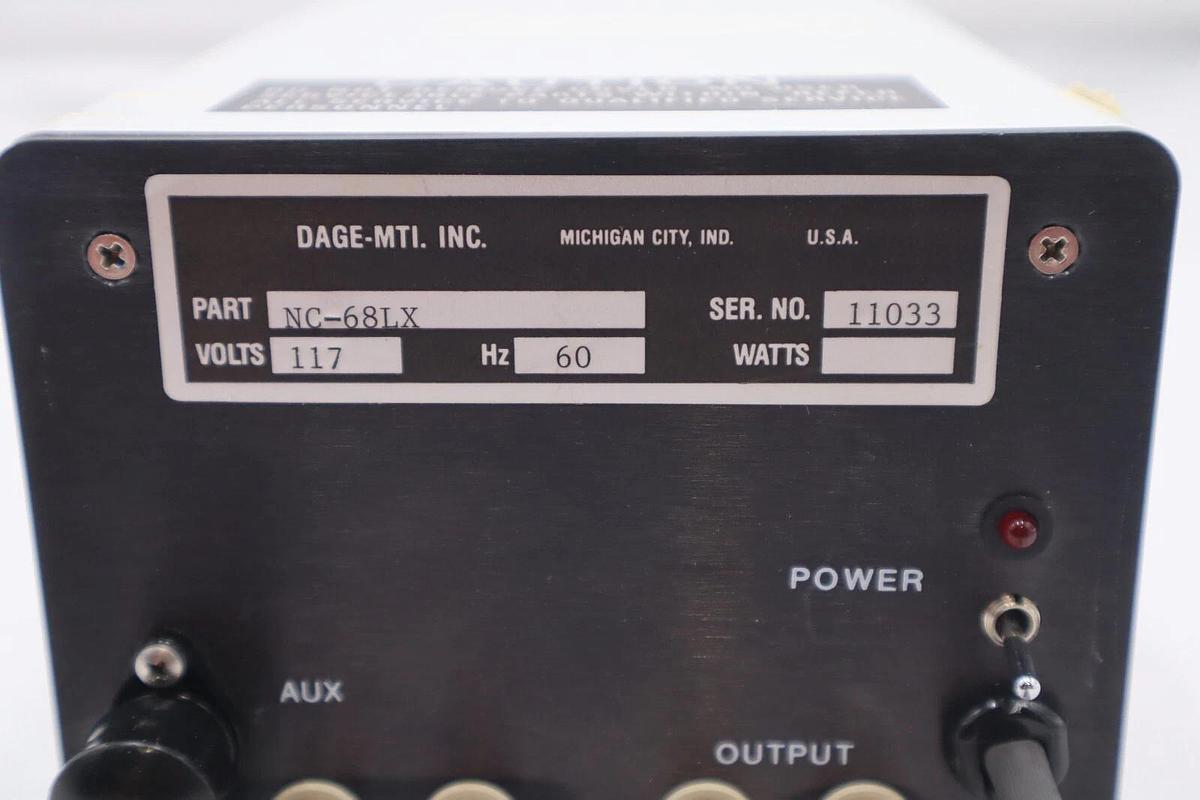 CAUTION
DAGE-MTI. INC. MICHIGAN CITY, IND. U.S.A.
PART NC-68LX SER. NO. 11033
VOLTS 117 Hz 60 WATTS
POWER
AUX
OUTPUT